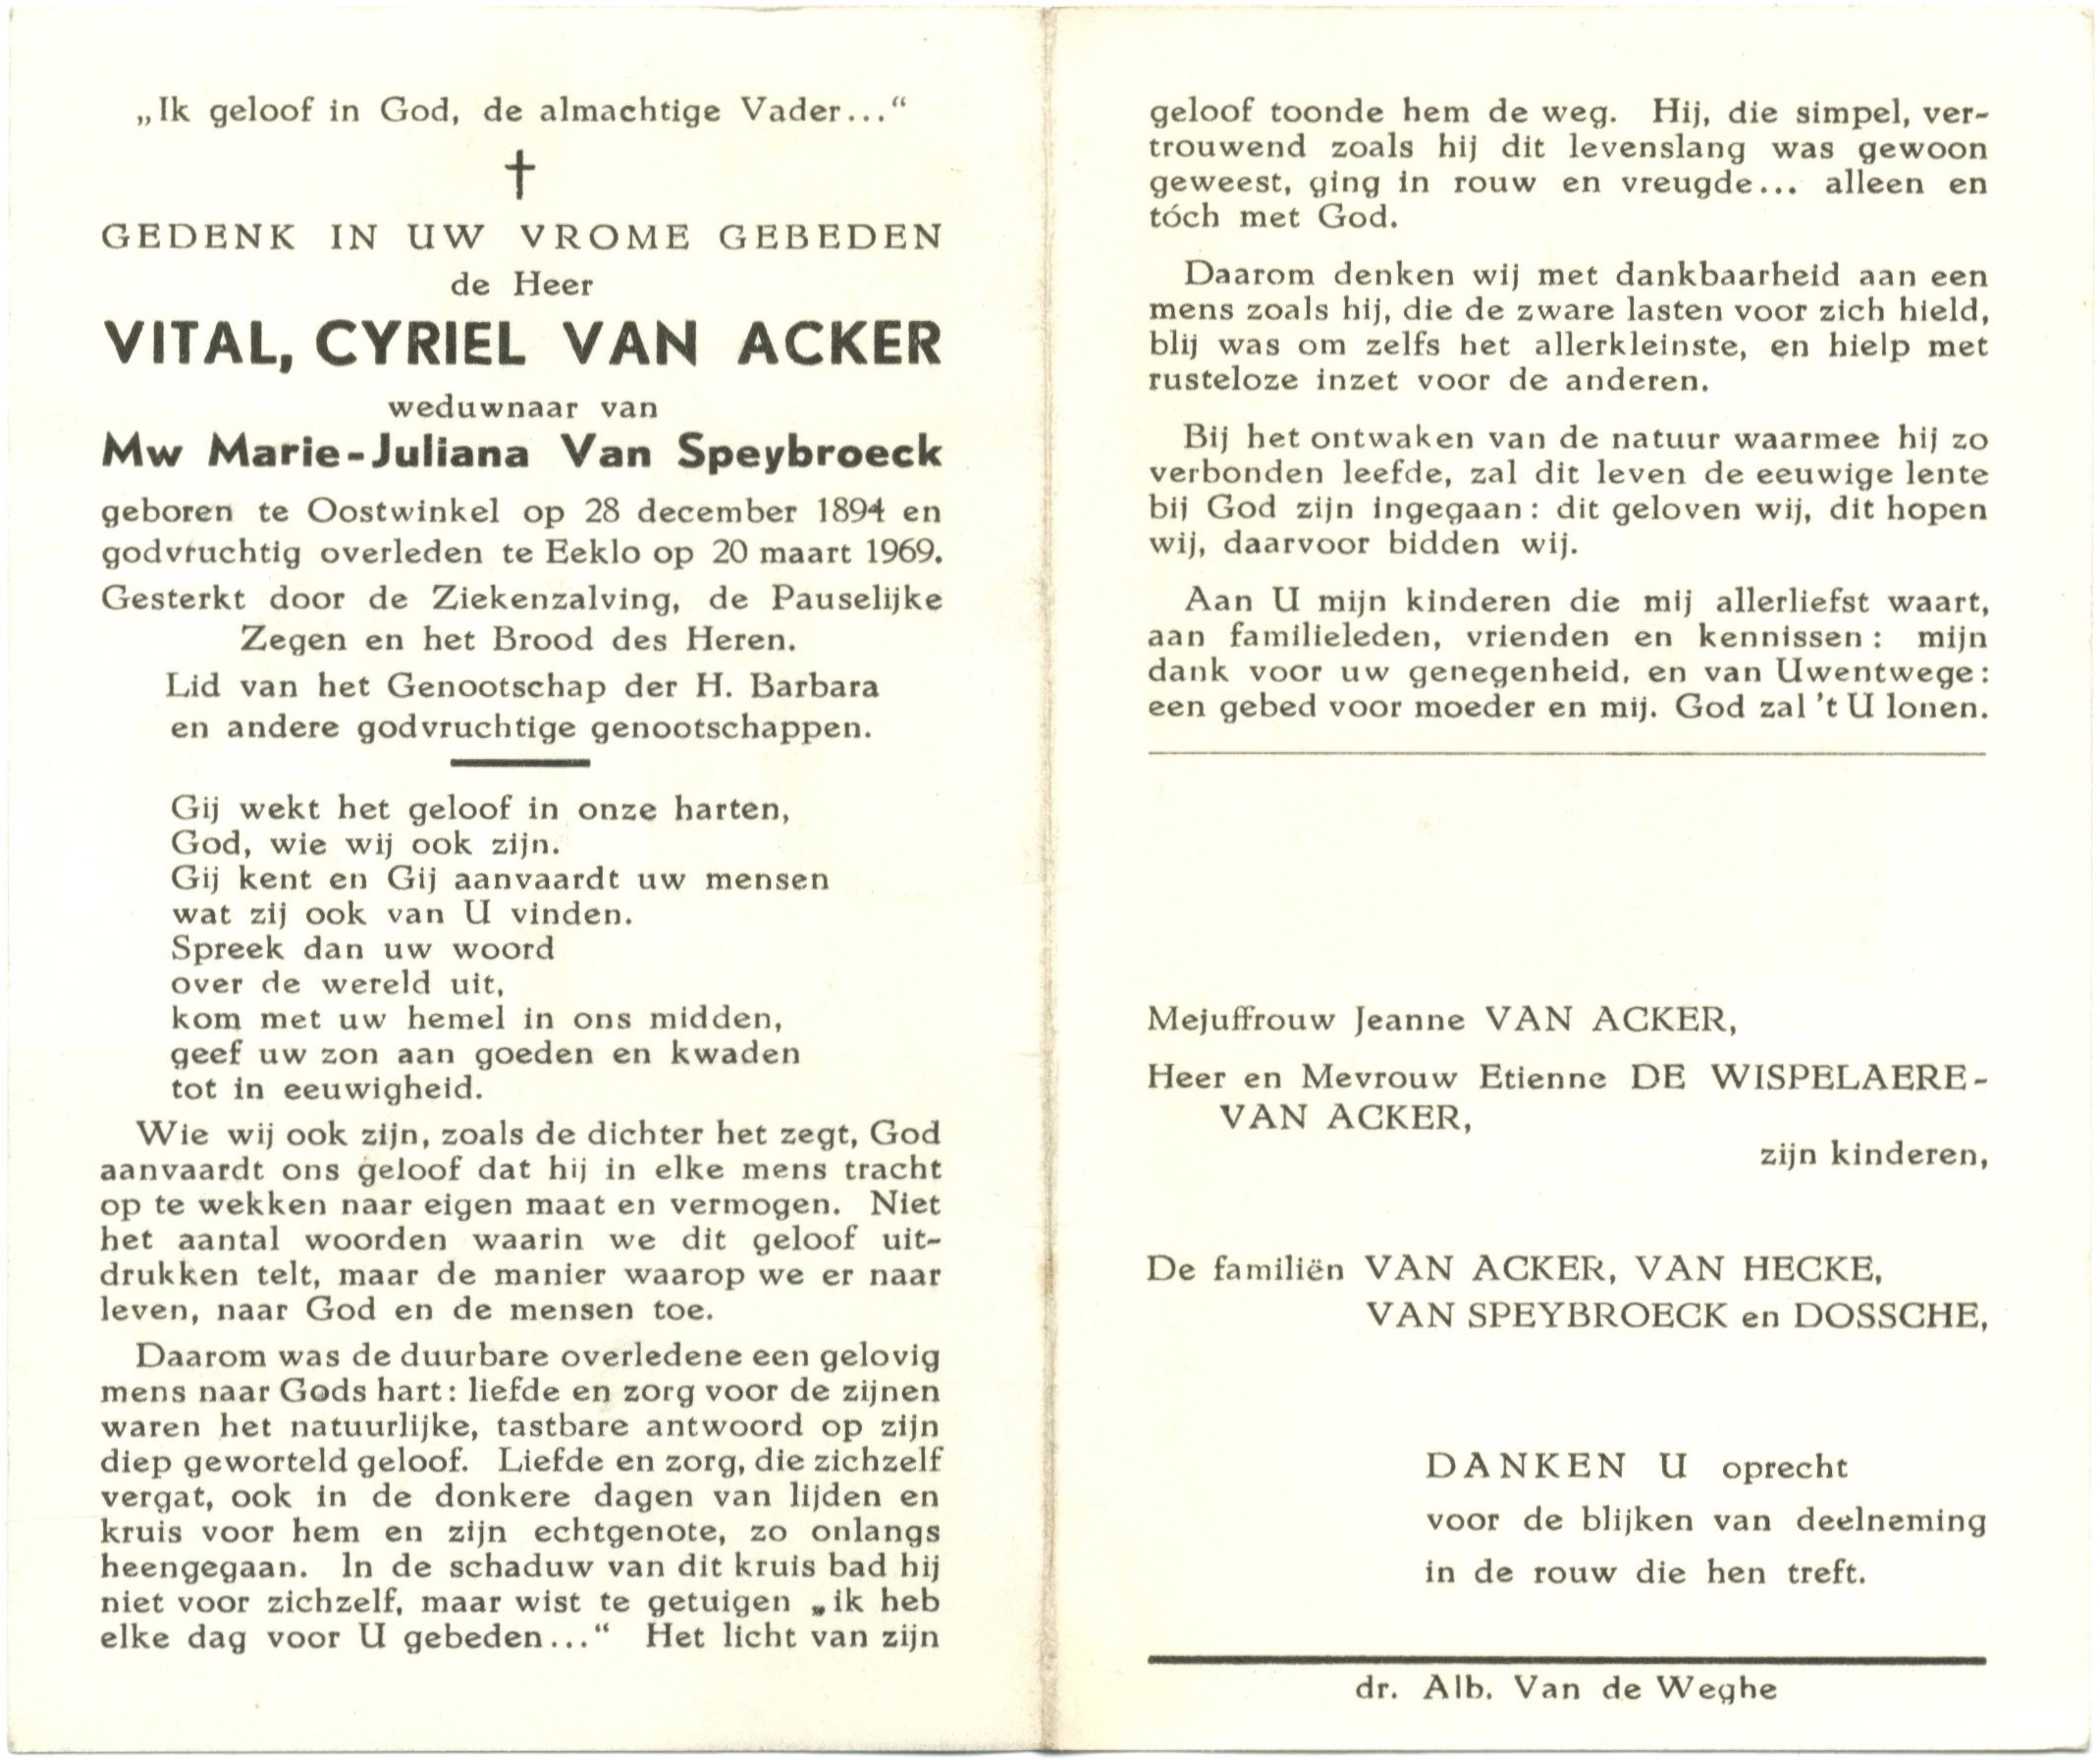 „Ik geloof in God, de almachtige Vader...“
†
GEDENK IN UW VROME GEBEDEN
de Heer
VITAL, CYRIEL VAN ACKER
weduwnaar van
Mw Marie-Juliana Van Speybroeck
geboren te Oostwinkel op 28 december 1894 en
godvruchtig overleden te Eeklo op 20 maart 1969.
Gesterkt door de Ziekenzalving, de Pauselijke
Zegen en het Brood des Heren.
Lid van het Genootschap der H. Barbara
en andere godvruchtige genootschappen.
Gij wekt het geloof in onze harten,
God, wie wij ook zijn.
Gij kent en Gij aanvaardt uw mensen
wat zij ook van U vinden.
Spreek dan uw woord
over de wereld uit,
kom met uw hemel in ons midden,
geef uw zon aan goeden en kwaden
tot in eeuwigheid.
Wie wij ook zijn, zoals de dichter het zegt, God
aanvaardt ons geloof dat hij in elke mens tracht
op te wekken naar eigen maat en vermogen. Niet
het aantal woorden waarin we dit geloof uit-
drukken telt, maar de manier waarop we er naar
leven, naar God en de mensen toe.
Daarom was de duurbare overledene een gelovig
mens naar Gods hart: liefde en zorg voor de zijnen
waren het natuurlijke, tastbare antwoord op zijn
diep geworteld geloof. Liefde en zorg, die zichzelf
vergat, ook in de donkere dagen van lijden en
kruis voor hem en zijn echtgenote, zo onlangs
heengegaan. In de schaduw van dit kruis bad hij
niet voor zichzelf, maar wist te getuigen „ik heb
elke dag voor U gebeden...“ Het licht van zijn
geloof toonde hem de weg. Hij, die simpel, ver-
trouwend zoals hij dit levenslang was gewoon
geweest, ging in rouw en vreugde... alleen en
tóch met God.
Daarom denken wij met dankbaarheid aan een
mens zoals hij, die de zware lasten voor zich hield,
blij was om zelfs het allerkleinste, en hielp met
rusteloze inzet voor de anderen.
Bij het ontwaken van de natuur waarmee hij zo
verbonden leefde, zal dit leven de eeuwige lente
bij God zijn ingegaan: dit geloven wij, dit hopen
wij, daarvoor bidden wij.
Aan U mijn kinderen die mij allerliefst waart,
aan familieleden, vrienden en kennissen: mijn
dank voor uw genegenheid, en van Uwentwege:
een gebed voor moeder en mij. God zal 't U lonen.
Mejuffrouw Jeanne VAN ACKER,
Heer en Mevrouw Etienne DE WISPELAERE-
VAN ACKER,
zijn kinderen,
De familiën VAN ACKER, VAN HECKE,
VAN SPEYBROECK en DOSSCHE,
DANKEN U oprecht
voor de blijken van deelneming
in de rouw die hen treft.
dr. Alb. Van de Weghe